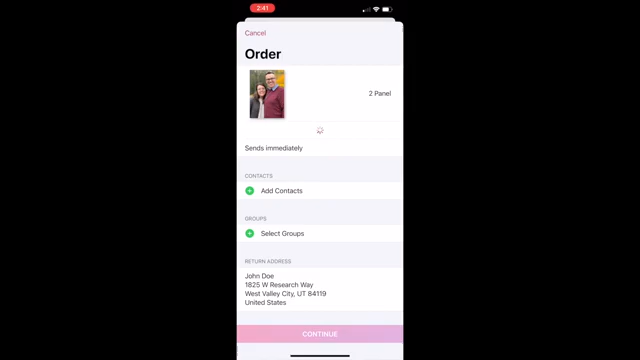 2:41
Cancel
Order
2 Panel
Sends immediately
CONTACTS
Add Contacts
GROUPS
Select Groups
RETURN ADDRESS
John Doe
1825 W Research Way
West Valley City, UT 84119
United States
CONTINUE